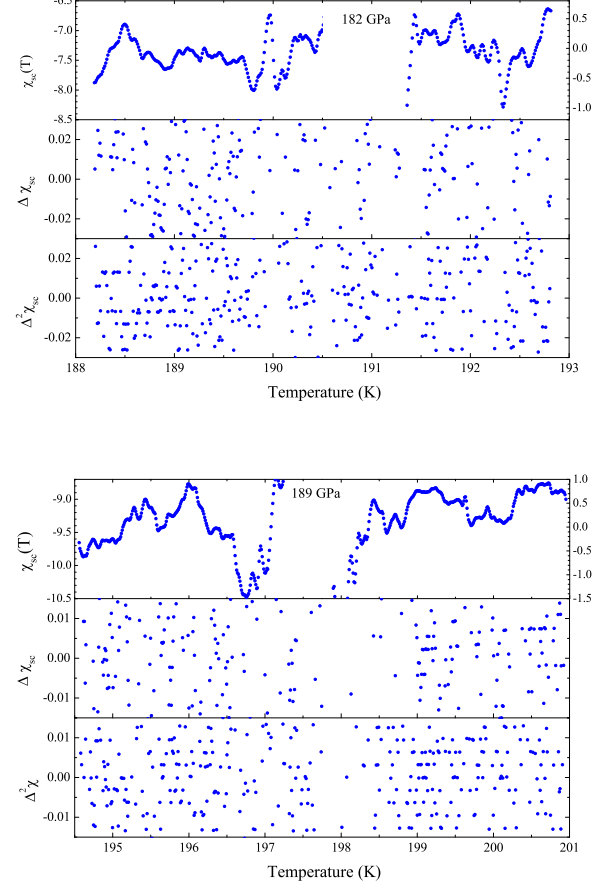 -6.5
-7.0
-7.5
-8.0
-8.5
χsc(T)
182 GPa
0.5
0.0
-0.5
-1.0
0.02
0.00
-0.02
Δ χsc
0.02
0.00
-0.02
Δ²χsc
188 189 190 191 192 193
Temperature (K)
-9.0
-9.5
-10.0
-10.5
χsc(T)
189 GPa
1.0
0.5
0.0
-0.5
-1.0
-1.5
0.01
0.00
-0.01
Δ χsc
0.01
0.00
-0.01
Δ²χ
195 196 197 198 199 200 201
Temperature (K)